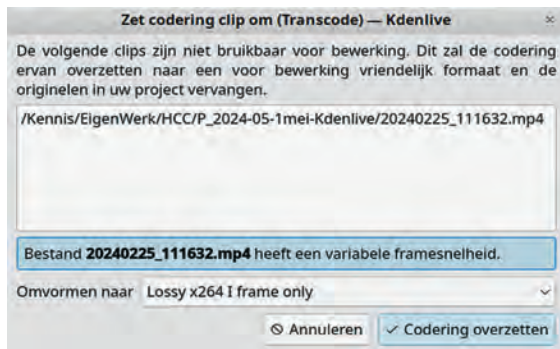 Zet codering clip om (Transcode) — Kdenlive
De volgende clips zijn niet bruikbaar voor bewerking. Dit zal de codering
ervan overzetten naar een voor bewerking vriendelijk formaat en de
originelen in uw project vervangen.
/Kennis/EigenWerk/HCC/P_2024-05-1mei-Kdenlive/20240225_111632.mp4
Bestand 20240225_111632.mp4 heeft een variabele framesnelheid.
Omvormen naar Lossy x264 I frame only
Annuleren Codering overzetten